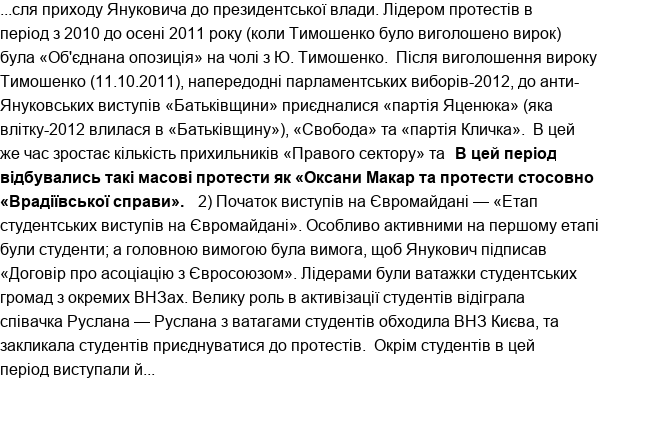 ...сля приходу Януковича до президентської влади. Лідером протестів в
період з 2010 до осені 2011 року (коли Тимошенко було виголошено вирок)
була «Об'єднана опозиція» на чолі з Ю. Тимошенко. Після виголошення вироку
Тимошенко (11.10.2011), напередодні парламентських виборів-2012, до анти-
Януковських виступів «Батьківщини» приєдналися «партія Яценюка» (яка
влітку-2012 влилася в «Батьківщину»), «Свобода» та «партія Кличка». В цей
же час зростає кількість прихильників «Правого сектору» та В цей період
відбувались такі масові протести як «Оксани Макар та протести стосовно
«Врадіївської справи». 2) Початок виступів на Євромайдані — «Етап
студентських виступів на Євромайдані». Особливо активними на першому етапі
були студенти; а головною вимогою була вимога, щоб Янукович підписав
«Договір про асоціацію з Євросоюзом». Лідерами були ватажки студентських
громад з окремих ВНЗах. Велику роль в активізації студентів відіграла
співачка Руслана — Руслана з ватагами студентів обходила ВНЗ Києва, та
закликала студентів приєднуватися до протестів. Окрім студентів в цей
період виступали й...